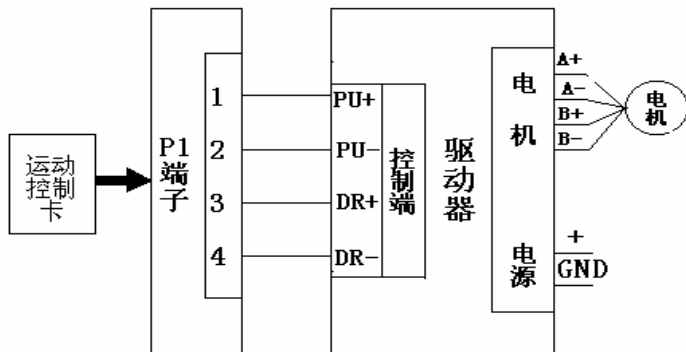 运动
控制
卡
P1
端
子
1
2
3
4
PU+
PU-
DR+
DR-
控
制
端
驱
动
器
电
机
电
源
A+
A-
B+
B-
+
GND
电
机